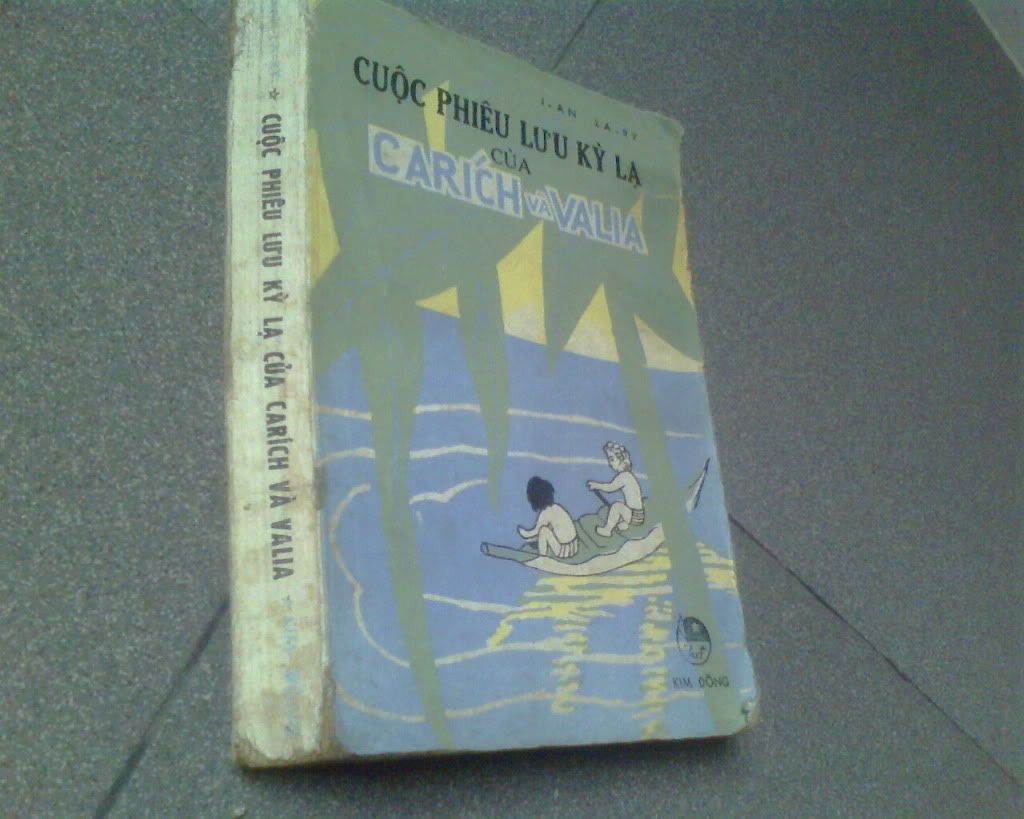 I-AN LA-RY
CUỘC PHIÊU LƯU KỲ LẠ
CỦA
CARÍCH VÀ VALIA
KIM ĐỒNG
* CUỘC PHIÊU LƯU KỲ LẠ CỦA CARÍCH VÀ VALIA *